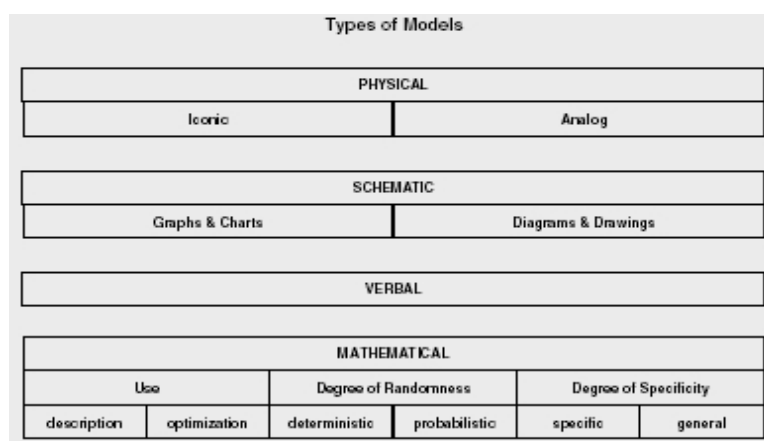 Types of Models
PHYSICAL
Iconic Analog
SCHEMATIC
Graphs & Charts Diagrams & Drawings
VERBAL
MATHEMATICAL
Use Degree of Randomness Degree of Specificity
description optimization deterministic probabilistic specific general